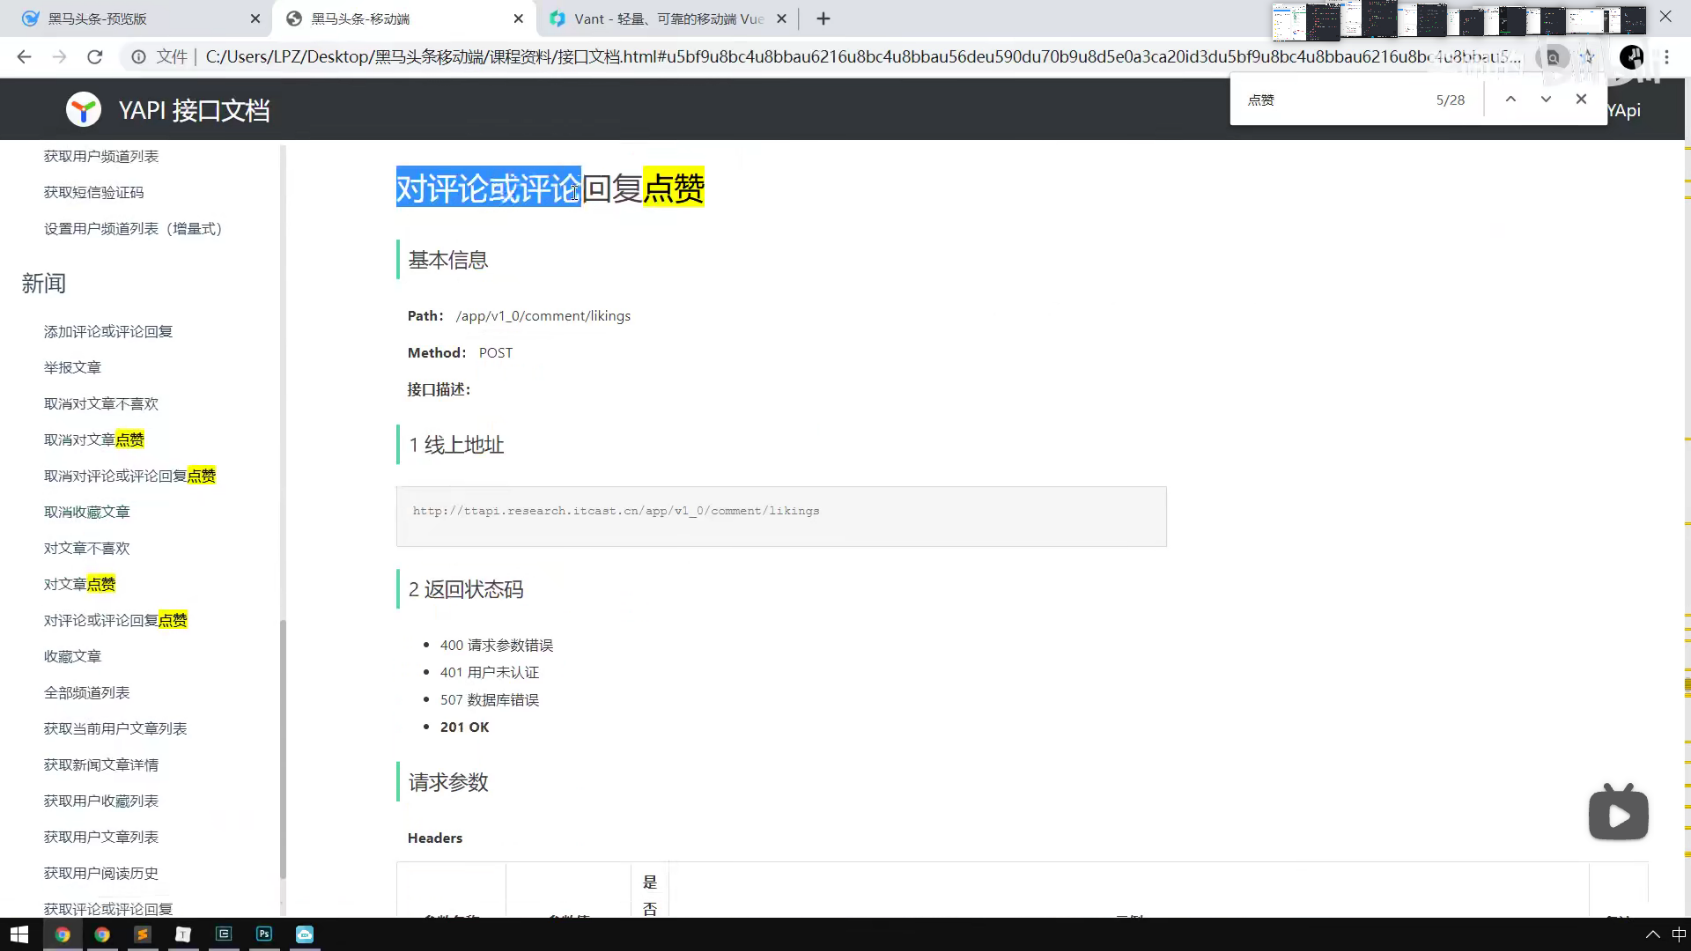 黑马头条-预览版
黑马头条-移动端
Vant - 轻量、可靠的移动端 Vue
文件
C:/Users/LPZ/Desktop/黑马头条移动端/课程资料/接口文档.html#u5bf9u8bc4u8bbau6216u8bc4u8bbau56deu590du70b9u8d5e0a3ca20id3du5bf9u8bc4u8bbau6216u8bc4u8bbau56deu590du70b9u8d5...
点赞
5/28
YAPI 接口文档
YApi
获取用户频道列表
获取短信验证码
设置用户频道列表（增量式）
新闻
添加评论或评论回复
举报文章
取消对文章不喜欢
取消对文章点赞
取消对评论或评论回复点赞
取消收藏文章
对文章不喜欢
对文章点赞
对评论或评论回复点赞
收藏文章
全部频道列表
获取当前用户文章列表
获取新闻文章详情
获取用户收藏列表
获取用户文章列表
获取用户阅读历史
获取评论或评论回复
对评论或评论回复点赞
基本信息
Path： /app/v1_0/comment/likings
Method： POST
接口描述：
1 线上地址
http://ttapi.research.itcast.cn/app/v1_0/comment/likings
2 返回状态码
400 请求参数错误
401 用户未认证
507 数据库错误
201 OK
请求参数
Headers
是
否
中